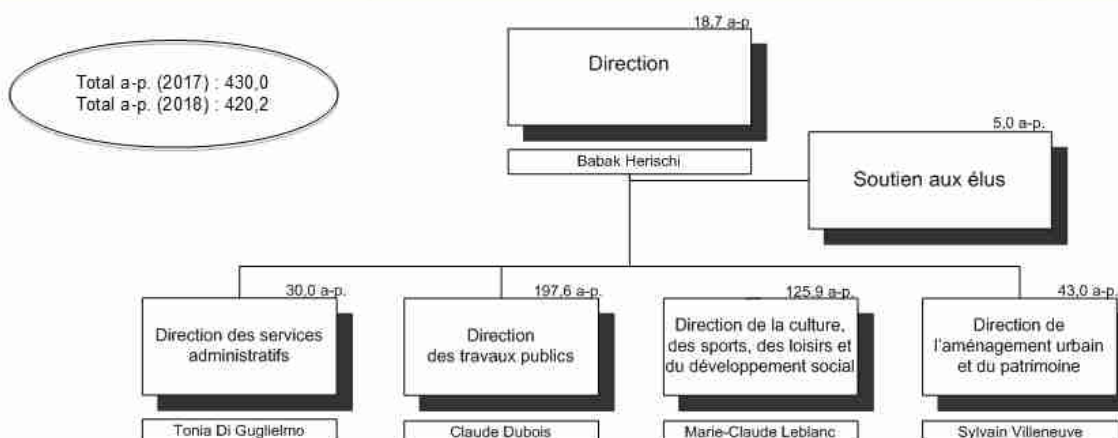 18,7 a-p
Direction
Total a-p. (2017) : 430,0
Total a-p. (2018) : 420,2
Babak Herischi
5,0 a-p.
Soutien aux élus
30,0 a-p.
Direction des services
administratifs
Tonia Di Guglielmo
197,6 a-p.
Direction
des travaux publics
Claude Dubois
125,9 a-p.
Direction de la culture,
des sports, des loisirs et
du développement social
Marie-Claude Leblanc
43,0 a-p.
Direction de
l'aménagement urbain
et du patrimoine
Sylvain Villeneuve